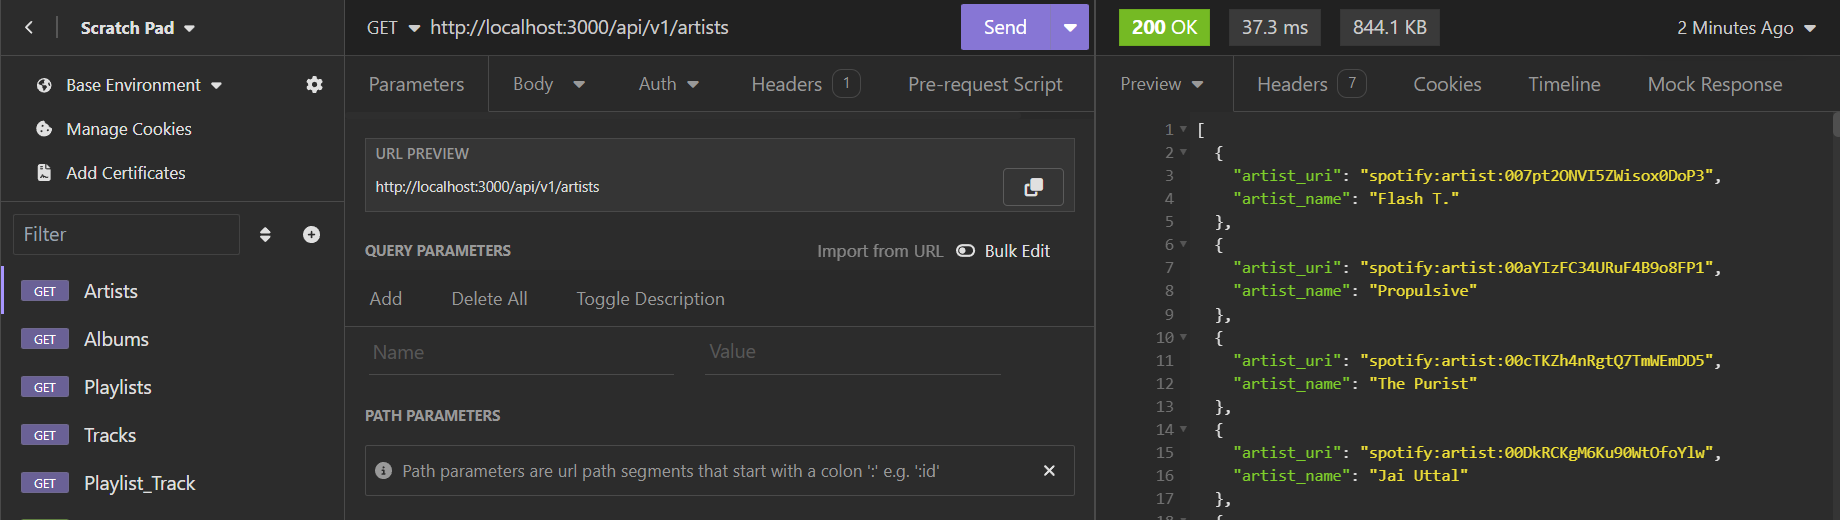 Scratch Pad
Base Environment
Manage Cookies
Add Certificates
Filter
GET Artists
GET Albums
GET Playlists
GET Tracks
GET Playlist_Track
GET http://localhost:3000/api/v1/artists Send
Parameters Body Auth Headers 1 Pre-request Script
URL PREVIEW
http://localhost:3000/api/v1/artists
QUERY PARAMETERS Import from URL Bulk Edit
Add Delete All Toggle Description
Name Value
PATH PARAMETERS
Path parameters are url path segments that start with a colon ':' e.g. ':id'
200 OK 37.3 ms 844.1 KB 2 Minutes Ago
Preview Headers 7 Cookies Timeline Mock Response
1 [
2 {
3 "artist_uri": "spotify:artist:007pt2ONVI5ZWisox0DoP3",
4 "artist_name": "Flash T."
5 },
6 {
7 "artist_uri": "spotify:artist:00aYIzFC34URuF4B9o8FP1",
8 "artist_name": "Propulsive"
9 },
10 {
11 "artist_uri": "spotify:artist:00cTKZh4nRgtQ7TmWEmDD5",
12 "artist_name": "The Purist"
13 },
14 {
15 "artist_uri": "spotify:artist:00DkRCKgM6Ku90WtOfoYlw",
16 "artist_name": "Jai Uttal"
17 },